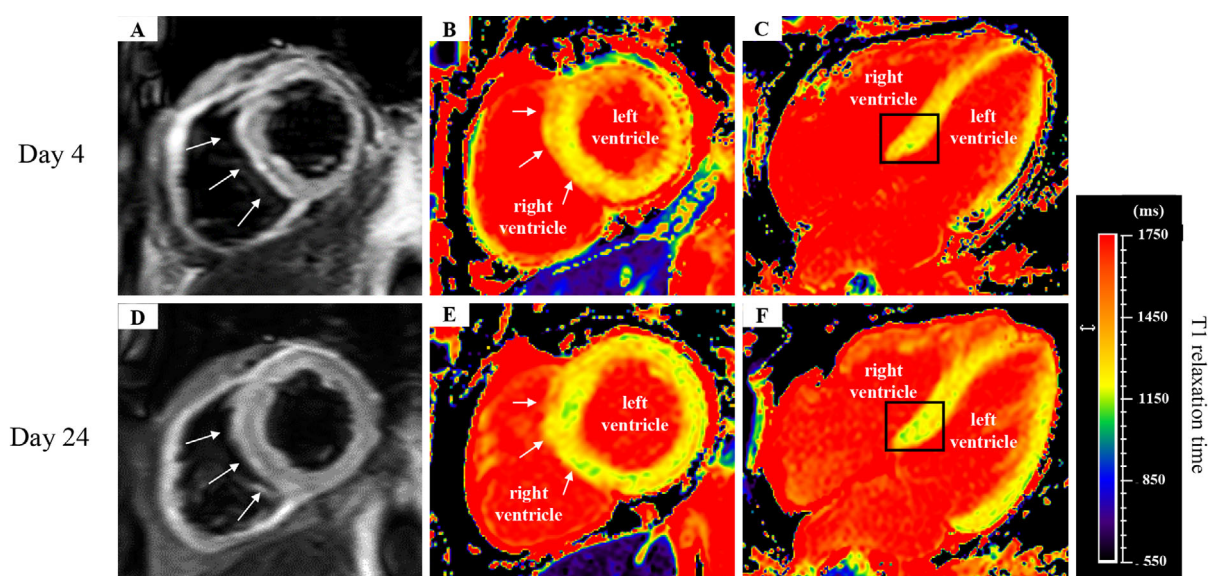 A
B
C
right
ventricle
left
ventricle
left
ventricle
right
ventricle
Day 4
D
E
F
right
ventricle
left
ventricle
left
ventricle
right
ventricle
Day 24
(ms)
1750
1450
1150
850
550
T1 relaxation time